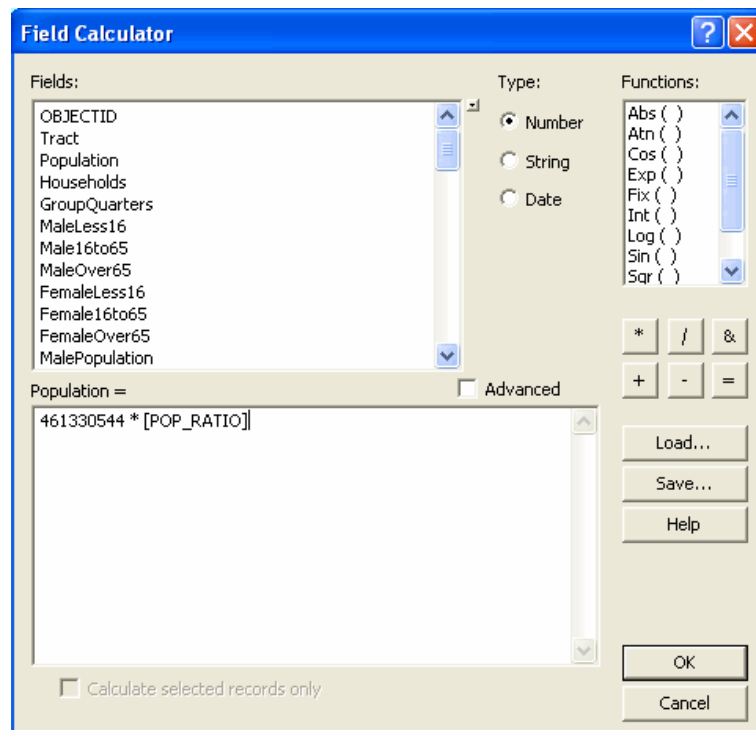 Field Calculator
Fields:
OBJECTID
Tract
Population
Households
GroupQuarters
MaleLess16
Male16to65
MaleOver65
FemaleLess16
Female16to65
FemaleOver65
MalePopulation
Type:
Number
String
Date
Functions:
Abs ( )
Atn ( )
Cos ( )
Exp ( )
Fix ( )
Int ( )
Log ( )
Sin ( )
Sqr ( )
* / &
+ - =
Population =
Advanced
461330544 * [POP_RATIO]
Load...
Save...
Help
Calculate selected records only
OK
Cancel